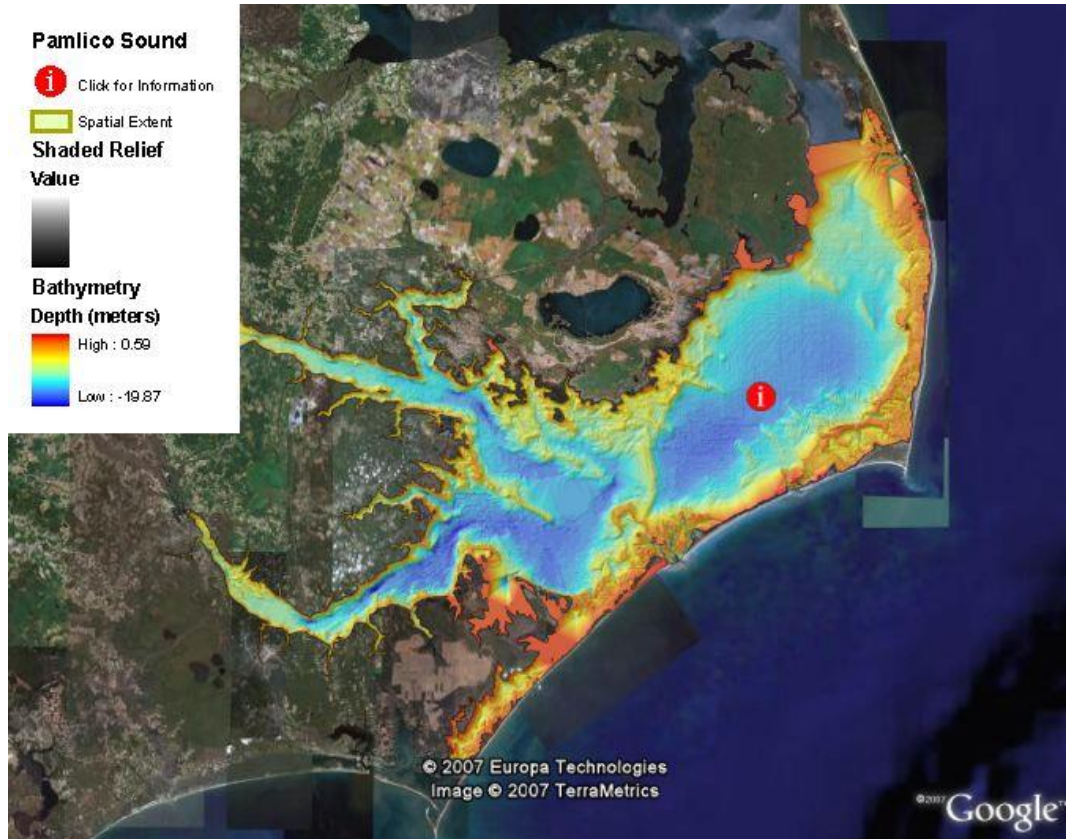 Pamlico Sound
i
Click for Information
Spatial Extent
Shaded Relief
Value
Bathymetry
Depth (meters)
High : 0.59
Low : -19.87
i
© 2007 Europa Technologies
Image © 2007 TerraMetrics
©2007 Google™